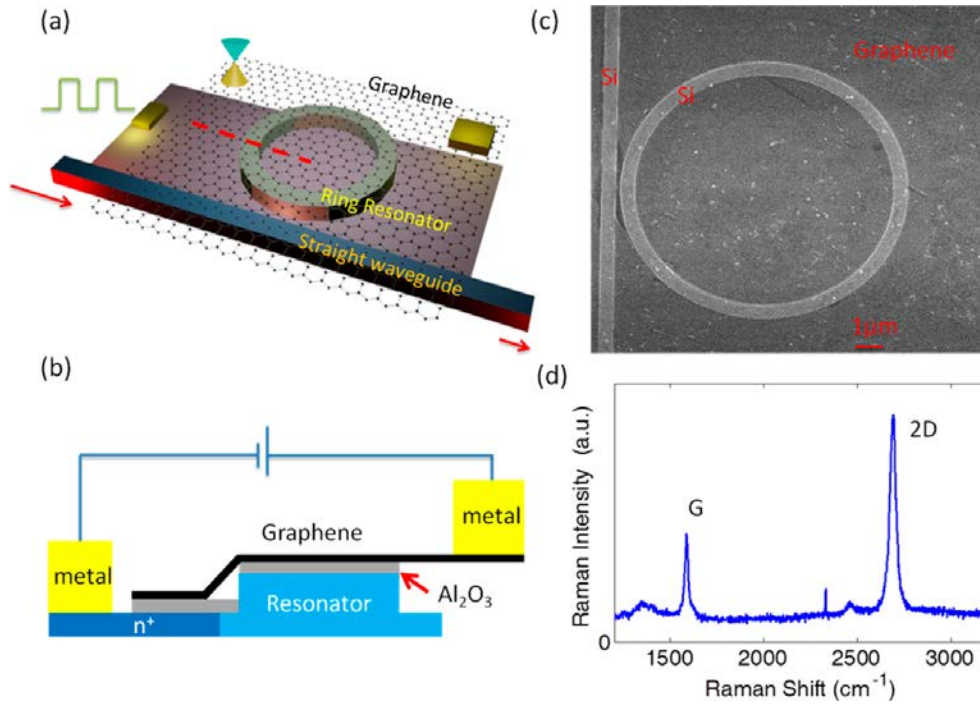 (a)
Graphene
Ring Resonator
Straight waveguide
(b)
metal
Graphene
metal
Al₂O₃
Resonator
n⁺
(c)
Si
Si
Graphene
1µm
(d)
Raman Intensity (a.u.)
G
2D
0
1500 2000 2500 3000
Raman Shift (cm⁻¹)